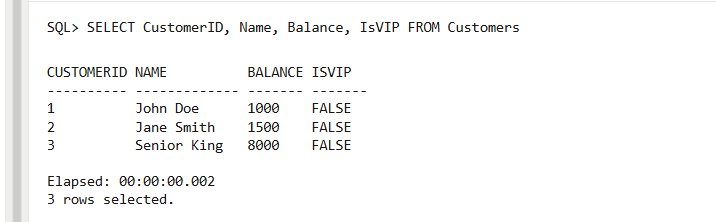 SQL> SELECT CustomerID, Name, Balance, IsVIP FROM Customers
CUSTOMERID NAME          BALANCE ISVIP
---------- ------------- ------- -------
1          John Doe      1000    FALSE
2          Jane Smith    1500    FALSE
3          Senior King   8000    FALSE
Elapsed: 00:00:00.002
3 rows selected.